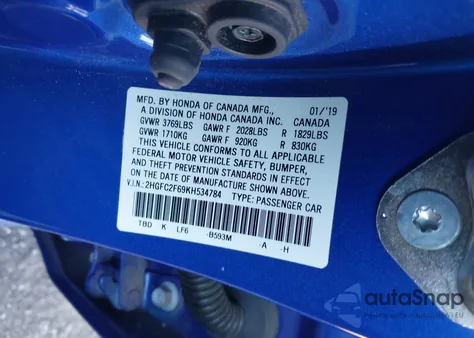 MFD. BY HONDA OF CANADA MFG., 01/'19
A DIVISION OF HONDA CANADA INC. CANADA
GVWR 3769LBS GAWR F 2028LBS R 1829LBS
GVWR 1710KG GAWR F 920KG R 830KG
THIS VEHICLE CONFORMS TO ALL APPLICABLE
FEDERAL MOTOR VEHICLE SAFETY, BUMPER,
AND THEFT PREVENTION STANDARDS IN EFFECT
ON THE DATE OF MANUFACTURE SHOWN ABOVE.
V.I.N.:2HGFC2F69KH534784 TYPE: PASSENGER CAR
TBD K LF6 -B593M -A -H
autoSnap